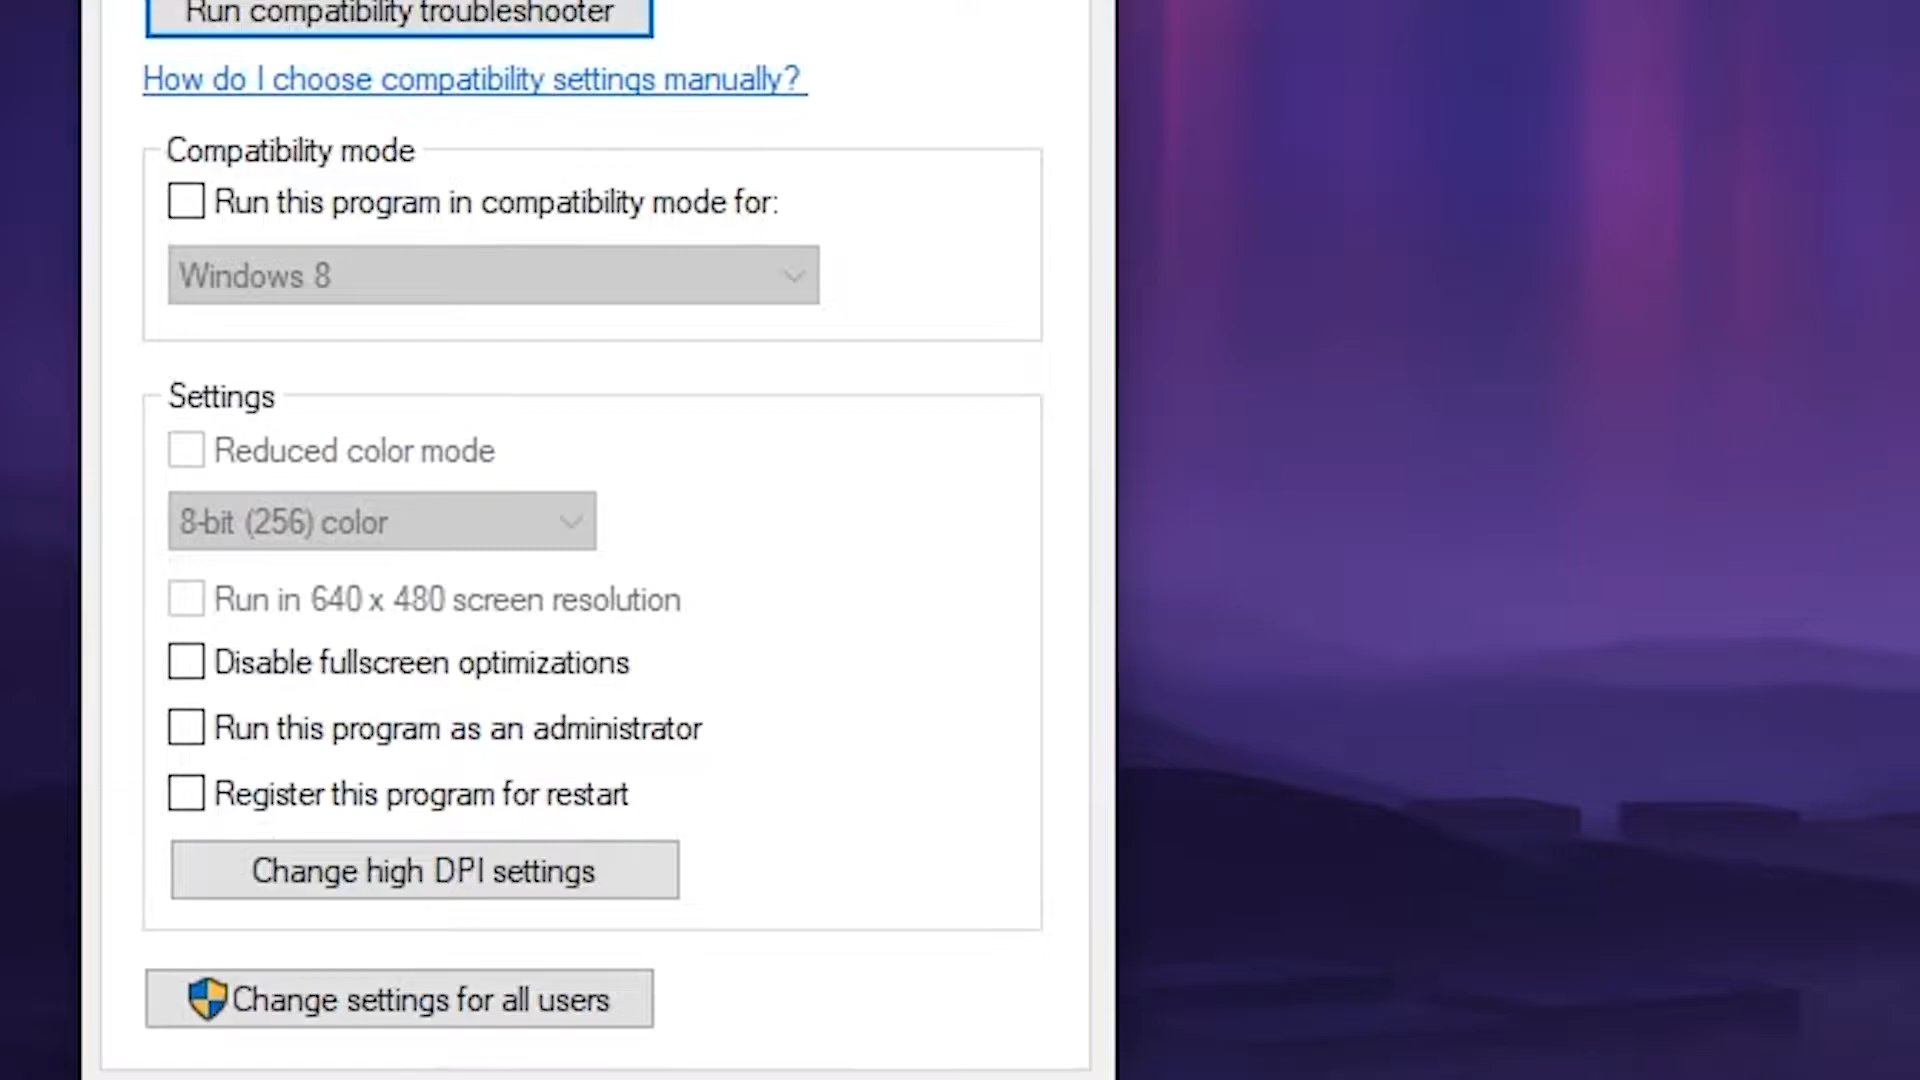 Run compatibility troubleshooter
How do I choose compatibility settings manually?
Compatibility mode
Run this program in compatibility mode for:
Windows 8
Settings
Reduced color mode
8-bit (256) color
Run in 640 x 480 screen resolution
Disable fullscreen optimizations
Run this program as an administrator
Register this program for restart
Change high DPI settings
Change settings for all users